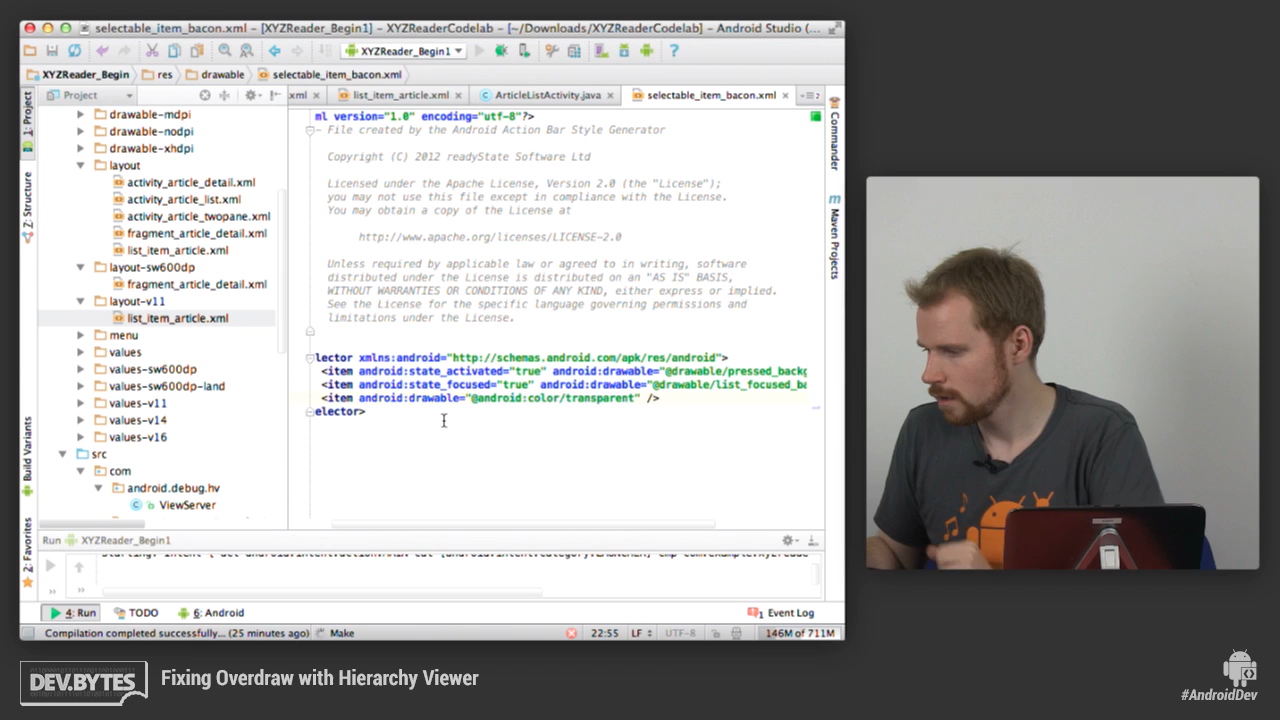 selectable_item_bacon.xml - [XYZReader_Begin1] - XYZReaderCodelab - [~/Downloads/XYZReaderCodelab] - Android Studio (...
XYZReader_Begin1
XYZReader_Begin res drawable selectable_item_bacon.xml
Project
xml list_item_article.xml ArticleListActivity.java selectable_item_bacon.xml
1: Project
Z: Structure
Build Variants
2: Favorites
drawable-mdpi
drawable-nodpi
drawable-xhdpi
layout
activity_article_detail.xml
activity_article_list.xml
activity_article_twopane.xml
fragment_article_detail.xml
list_item_article.xml
layout-sw600dp
fragment_article_detail.xml
layout-v11
list_item_article.xml
menu
values
values-sw600dp
values-sw600dp-land
values-v11
values-v14
values-v16
src
com
android.debug.hv
ViewServer
ml version="1.0" encoding="utf-8"?>
- File created by the Android Action Bar Style Generator
Copyright (C) 2012 readyState Software Ltd
Licensed under the Apache License, Version 2.0 (the "License");
you may not use this file except in compliance with the License.
You may obtain a copy of the License at
http://www.apache.org/licenses/LICENSE-2.0
Unless required by applicable law or agreed to in writing, software
distributed under the License is distributed on an "AS IS" BASIS,
WITHOUT WARRANTIES OR CONDITIONS OF ANY KIND, either express or implied.
See the License for the specific language governing permissions and
limitations under the License.
lector xmlns:android="http://schemas.android.com/apk/res/android">
<item android:state_activated="true" android:drawable="@drawable/pressed_backg
<item android:state_focused="true" android:drawable="@drawable/list_focused_ba
<item android:drawable="@android:color/transparent" />
elector>
Commander
Maven Projects
Run XYZReader_Begin1
4: Run TODO 6: Android Event Log
Compilation completed successfully... (25 minutes ago) Make 22:55 LF UTF-8 146M of 711M
DEV.BYTES
Fixing Overdraw with Hierarchy Viewer
#AndroidDev